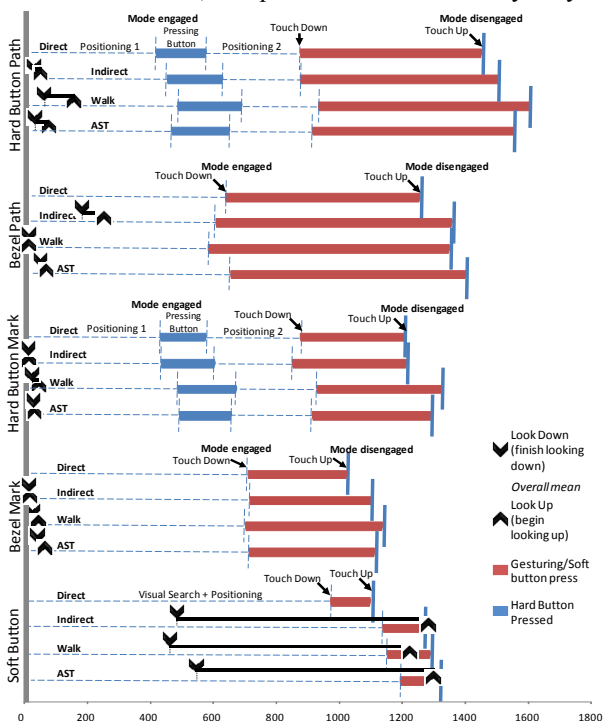 Mode engaged
Mode disengaged
Pressing
Button
Touch Down
Touch Up
Direct
Positioning 1
Positioning 2
Indirect
Walk
AST
Hard Button Path
Mode engaged
Mode disengaged
Touch Down
Touch Up
Direct
Indirect
Walk
AST
Bezel Path
Mode engaged
Mode disengaged
Pressing
Button
Touch Down
Touch Up
Direct
Positioning 1
Positioning 2
Indirect
Walk
AST
Hard Button Mark
Mode engaged
Mode disengaged
Touch Down
Touch Up
Direct
Indirect
Walk
AST
Bezel Mark
Touch Down
Touch Up
Direct
Visual Search + Positioning
Indirect
Walk
AST
Soft Button
Look Down
(finish looking
down)
Overall mean
Look Up
(begin
looking up)
Gesturing/Soft
button press
Hard Button
Pressed
0 200 400 600 800 1000 1200 1400 1600 1800